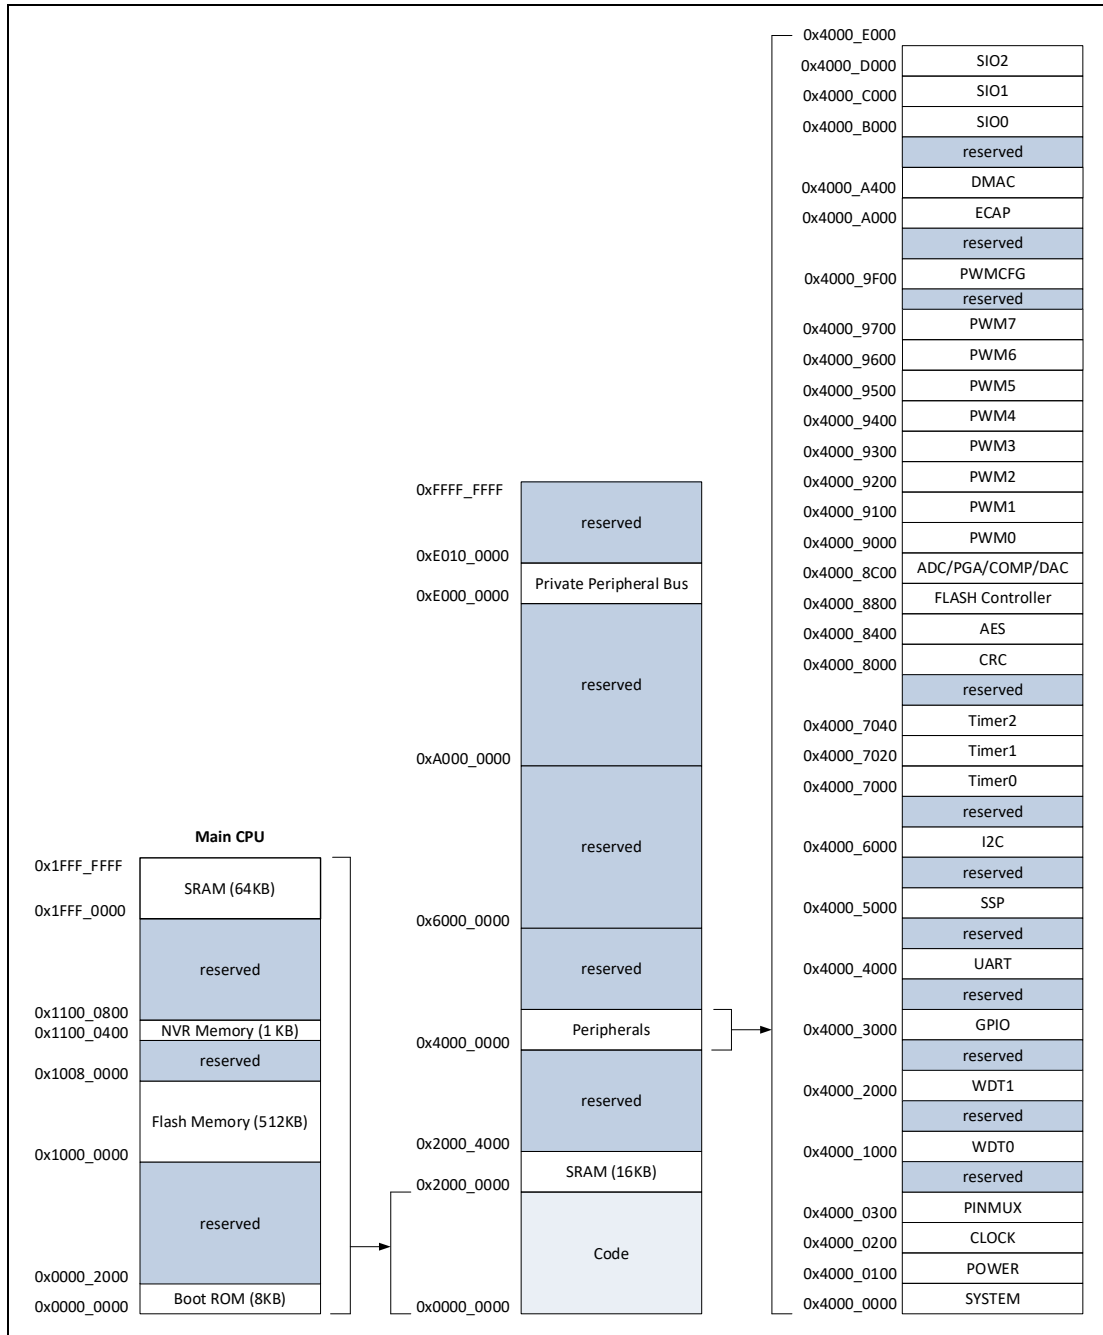 Main CPU
0x1FFF_FFFF
SRAM (64KB)
0x1FFF_0000
reserved
0x1100_0800
NVR Memory (1 KB)
0x1100_0400
reserved
0x1008_0000
Flash Memory (512KB)
0x1000_0000
reserved
0x0000_2000
Boot ROM (8KB)
0x0000_0000
0xFFFF_FFFF
reserved
0xE010_0000
Private Peripheral Bus
0xE000_0000
reserved
0xA000_0000
reserved
0x6000_0000
reserved
Peripherals
0x4000_0000
reserved
0x2000_4000
SRAM (16KB)
0x2000_0000
Code
0x0000_0000
0x4000_E000
SIO2
0x4000_D000
SIO1
0x4000_C000
SIO0
0x4000_B000
reserved
DMAC
0x4000_A400
ECAP
0x4000_A000
reserved
PWMCFG
0x4000_9F00
reserved
PWM7
0x4000_9700
PWM6
0x4000_9600
PWM5
0x4000_9500
PWM4
0x4000_9400
PWM3
0x4000_9300
PWM2
0x4000_9200
PWM1
0x4000_9100
PWM0
0x4000_9000
ADC/PGA/COMP/DAC
0x4000_8C00
FLASH Controller
0x4000_8800
AES
0x4000_8400
CRC
0x4000_8000
reserved
Timer2
0x4000_7040
Timer1
0x4000_7020
Timer0
0x4000_7000
reserved
I2C
0x4000_6000
reserved
SSP
0x4000_5000
reserved
UART
0x4000_4000
reserved
GPIO
0x4000_3000
reserved
WDT1
0x4000_2000
reserved
WDT0
0x4000_1000
reserved
PINMUX
0x4000_0300
CLOCK
0x4000_0200
POWER
0x4000_0100
SYSTEM
0x4000_0000